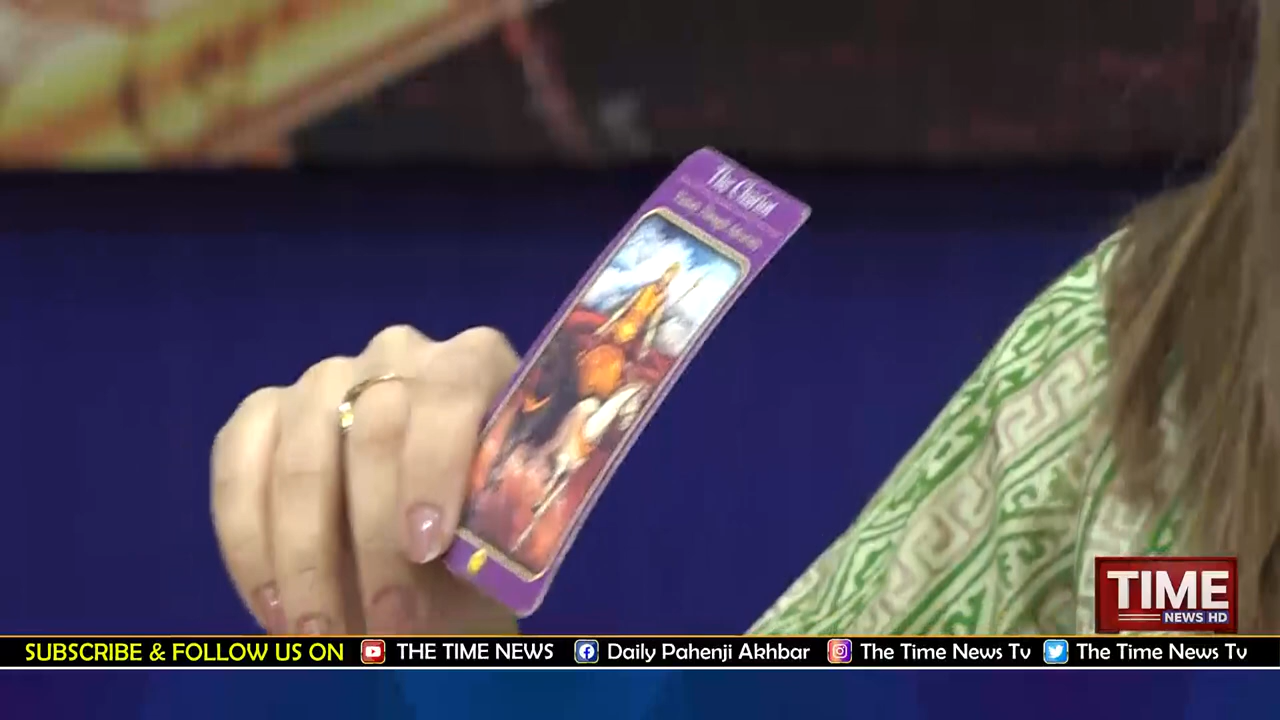 The Chariot
TIME
NEWS HD
SUBSCRIBE & FOLLOW US ON THE TIME NEWS Daily Pahenji Akhbar The Time News Tv The Time News Tv